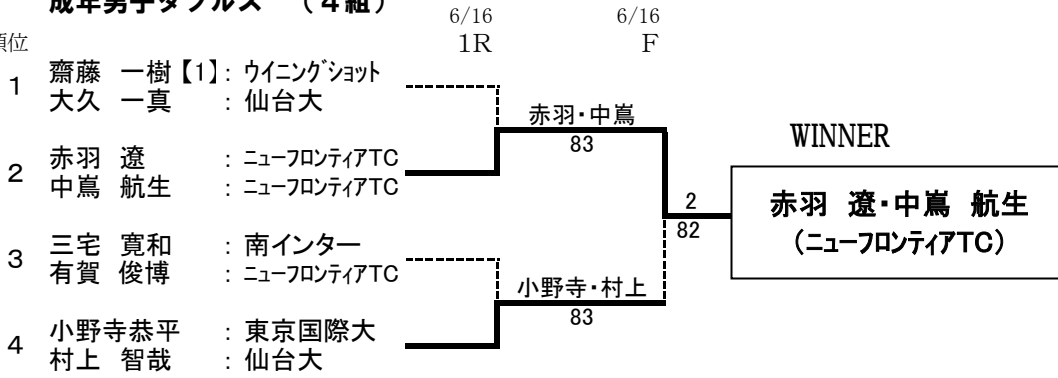 成年男子ダブルス （４組）
6/16 6/16
順位 1R F
1 齋藤 一樹【1】: ウイニングショット
大久 一真 : 仙台大
赤羽・中嶌
83
WINNER
2 赤羽 遼 : ニューフロンティアTC
中嶌 航生 : ニューフロンティアTC
2
82
赤羽 遼・中嶌 航生
（ニューフロンティアTC）
3 三宅 寛和 : 南インター
有賀 俊博 : ニューフロンティアTC
小野寺・村上
83
4 小野寺恭平 : 東京国際大
村上 智哉 : 仙台大